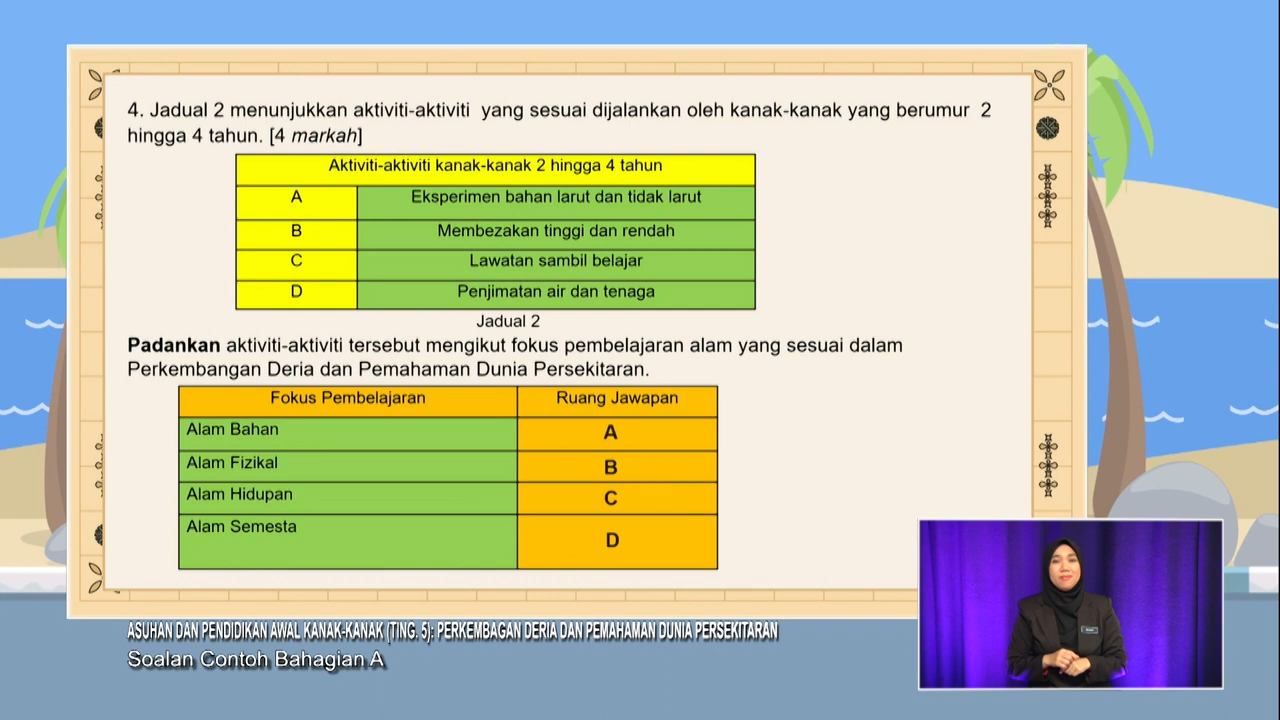 4. Jadual 2 menunjukkan aktiviti-aktiviti yang sesuai dijalankan oleh kanak-kanak yang berumur 2
hingga 4 tahun. [4 markah]
Aktiviti-aktiviti kanak-kanak 2 hingga 4 tahun
A Eksperimen bahan larut dan tidak larut
B Membezakan tinggi dan rendah
C Lawatan sambil belajar
D Penjimatan air dan tenaga
Jadual 2
Padankan aktiviti-aktiviti tersebut mengikut fokus pembelajaran alam yang sesuai dalam
Perkembangan Deria dan Pemahaman Dunia Persekitaran.
Fokus Pembelajaran Ruang Jawapan
Alam Bahan A
Alam Fizikal B
Alam Hidupan C
Alam Semesta D
ASUHAN DAN PENDIDIKAN AWAL KANAK-KANAK (TING. 5): PERKEMBAGAN DERIA DAN PEMAHAMAN DUNIA PERSEKITARAN
Soalan Contoh Bahagian A